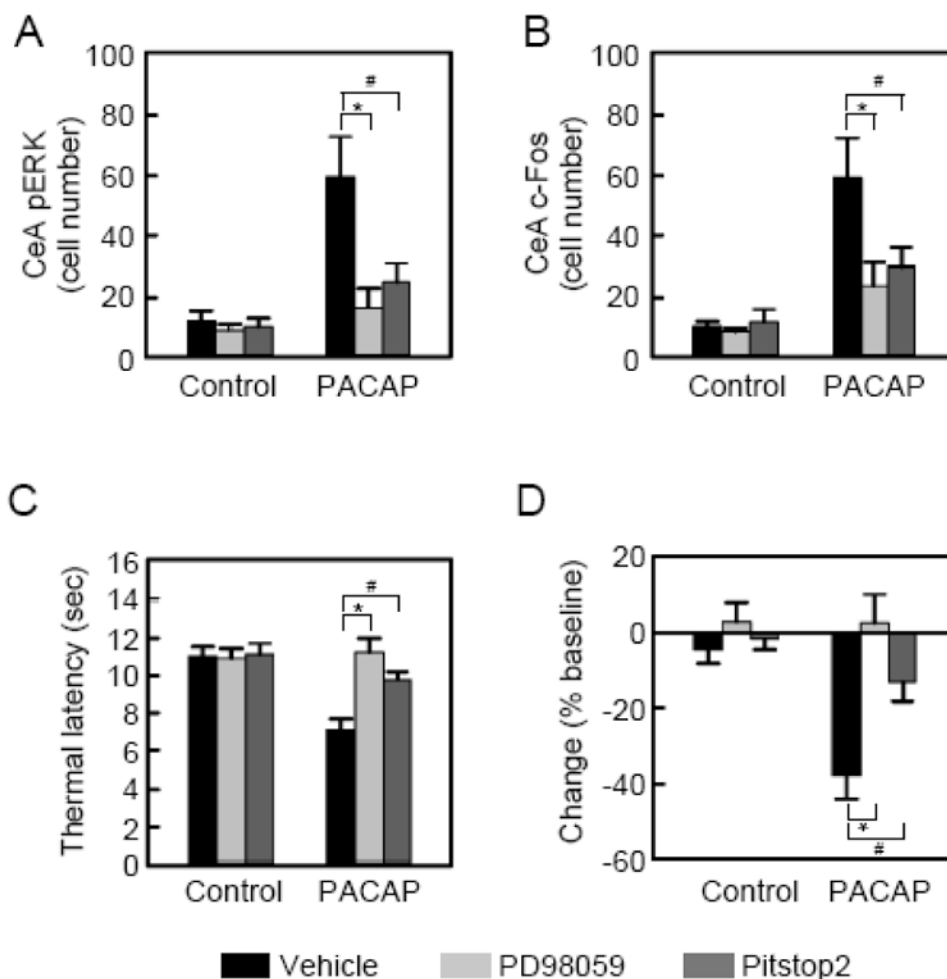 A
CeA pERK
(cell number)
100
80
60
40
20
0
#
*
Control
PACAP
B
CeA c-Fos
(cell number)
100
80
60
40
20
0
#
*
Control
PACAP
C
Thermal latency (sec)
16
14
12
10
8
6
4
2
0
#
*
Control
PACAP
D
Change (% baseline)
20
0
-20
-40
-60
*
#
Control
PACAP
Vehicle
PD98059
Pitstop2